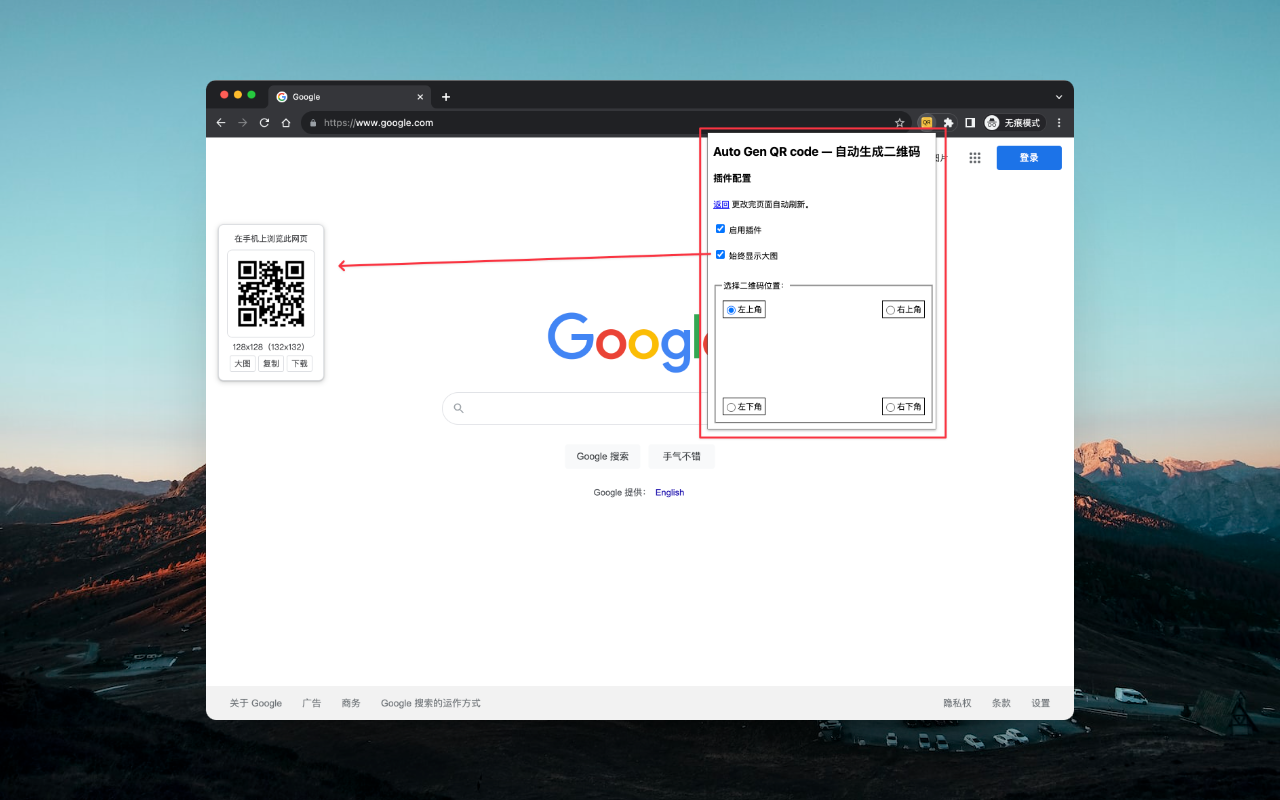 Google
https://www.google.com
QR
无痕模式
Auto Gen QR code — 自动生成二维码
图片
登录
插件配置
返回 更改完页面自动刷新。
启用插件
始终显示大图
选择二维码位置：
左上角
右上角
左下角
右下角
在手机上浏览此网页
128x128（132x132）
大图
复制
下载
Google
Google 搜索
手气不错
Google 提供： English
关于 Google
广告
商务
Google 搜索的运作方式
隐私权
条款
设置